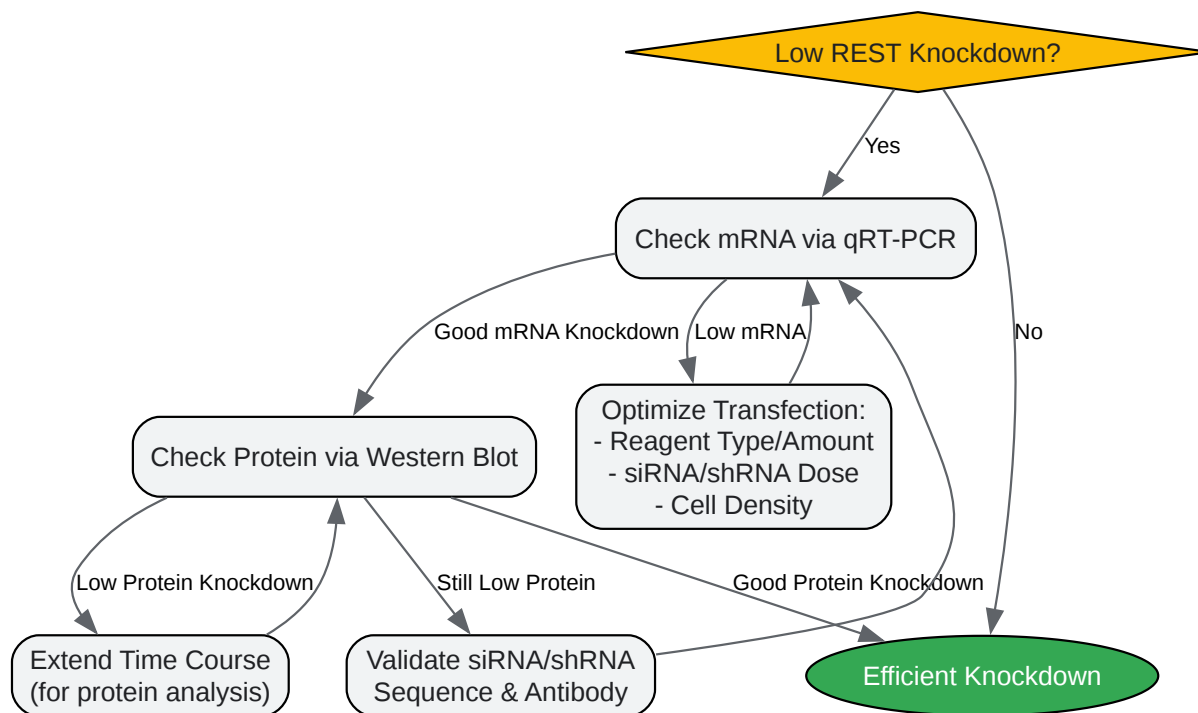 Low REST Knockdown?
Yes
Check mRNA via qRT-PCR
Good mRNA Knockdown
Low mRNA
No
Optimize Transfection:
- Reagent Type/Amount
- siRNA/shRNA Dose
- Cell Density
Check Protein via Western Blot
Low Protein Knockdown
Still Low Protein
Good Protein Knockdown
Extend Time Course
(for protein analysis)
Validate siRNA/shRNA
Sequence & Antibody
Efficient Knockdown